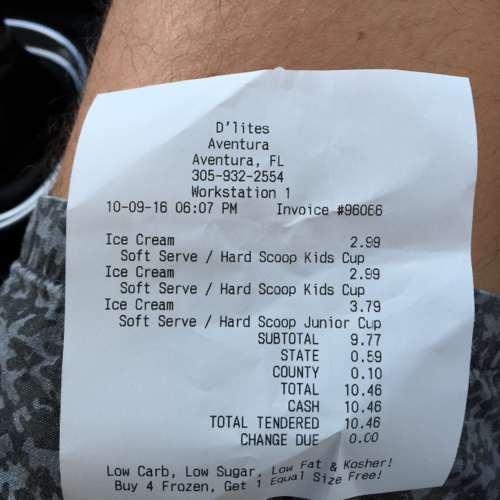 D'lites
Aventura
Aventura, FL
305-932-2554
Workstation 1
10-09-16 06:07 PM Invoice #96066
Ice Cream 2.99
Soft Serve / Hard Scoop Kids Cup
Ice Cream 2.99
Soft Serve / Hard Scoop Kids Cup
Ice Cream 3.79
Soft Serve / Hard Scoop Junior Cup
SUBTOTAL 9.77
STATE 0.59
COUNTY 0.10
TOTAL 10.46
CASH 10.46
TOTAL TENDERED 10.46
CHANGE DUE 0.00
Low Carb, Low Sugar, Low Fat & Kosher!
Buy 4 Frozen, Get 1 Equal Size Free!